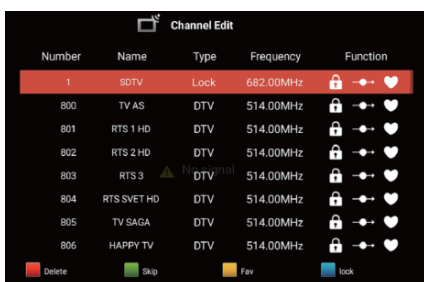 Channel Edit
Number Name Type Frequency Function
1 SDTV Lock 682.00MHz
800 TV AS DTV 514.00MHz
801 RTS 1 HD DTV 514.00MHz
802 RTS 2 HD DTV 514.00MHz
No signal
803 RTS 3 DTV 514.00MHz
804 RTS SVET HD DTV 514.00MHz
805 TV SAGA DTV 514.00MHz
806 HAPPY TV DTV 514.00MHz
Delete Skip Fav lock